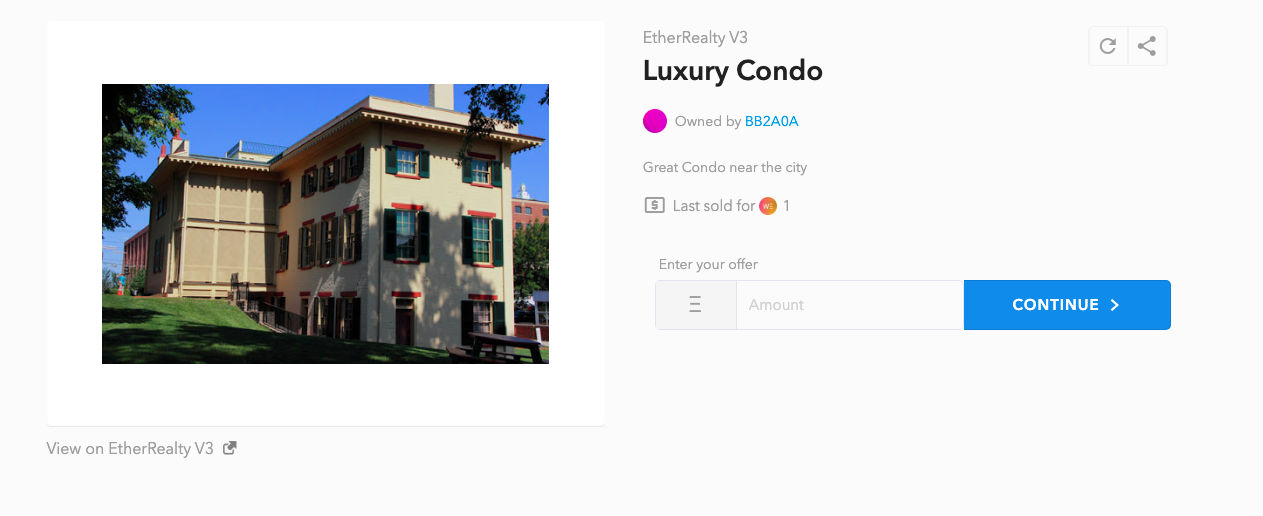 EtherRealty V3
Luxury Condo
Owned by BB2A0A
Great Condo near the city
Last sold for 1
Enter your offer
Ξ Amount CONTINUE
View on EtherRealty V3